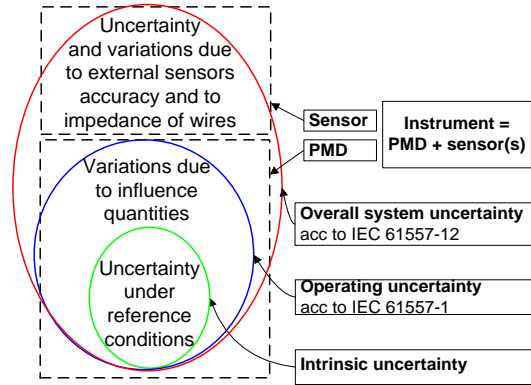 Uncertainty
and variations due
to external sensors
accuracy and to
impedance of wires
Sensor
PMD
Instrument =
PMD + sensor(s)
Variations due
to influence
quantities
Overall system uncertainty
acc to IEC 61557-12
Uncertainty
under
reference
conditions
Operating uncertainty
acc to IEC 61557-1
Intrinsic uncertainty